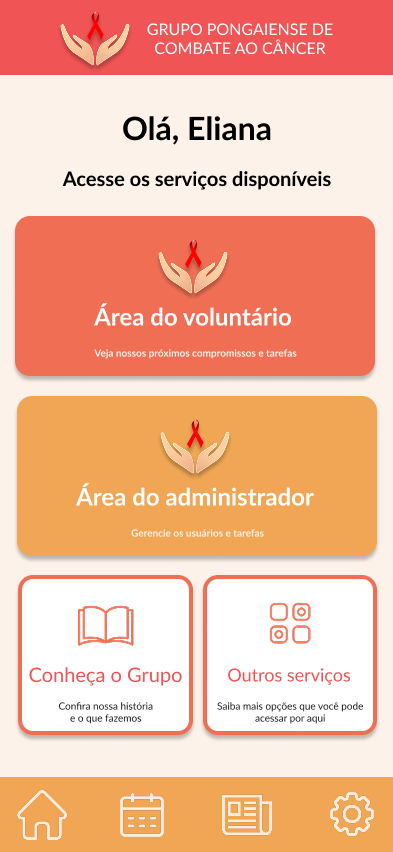 GRUPO PONGAIENSE DE
COMBATE AO CÂNCER
Olá, Eliana
Acesse os serviços disponíveis
Área do voluntário
Veja nossos próximos compromissos e tarefas
Área do administrador
Gerencie os usuários e tarefas
Conheça o Grupo
Confira nossa história
e o que fazemos
Outros serviços
Saiba mais opções que você pode
acessar por aqui